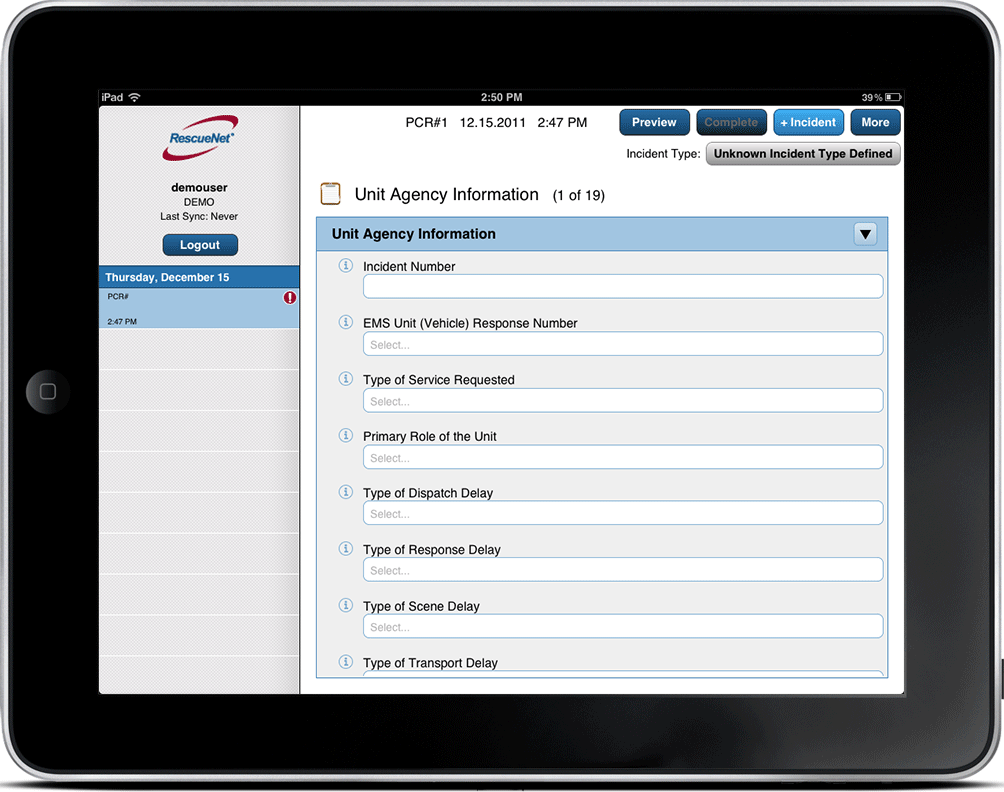 iPad 2:50 PM 39%
RescueNet
demouser
DEMO
Last Sync: Never
Logout
Thursday, December 15
PCR#
2:47 PM
PCR#1 12.15.2011 2:47 PM Preview Complete + Incident More
Incident Type: Unknown Incident Type Defined
Unit Agency Information (1 of 19)
Unit Agency Information
Incident Number
EMS Unit (Vehicle) Response Number
Select...
Type of Service Requested
Select...
Primary Role of the Unit
Select...
Type of Dispatch Delay
Select...
Type of Response Delay
Select...
Type of Scene Delay
Select...
Type of Transport Delay